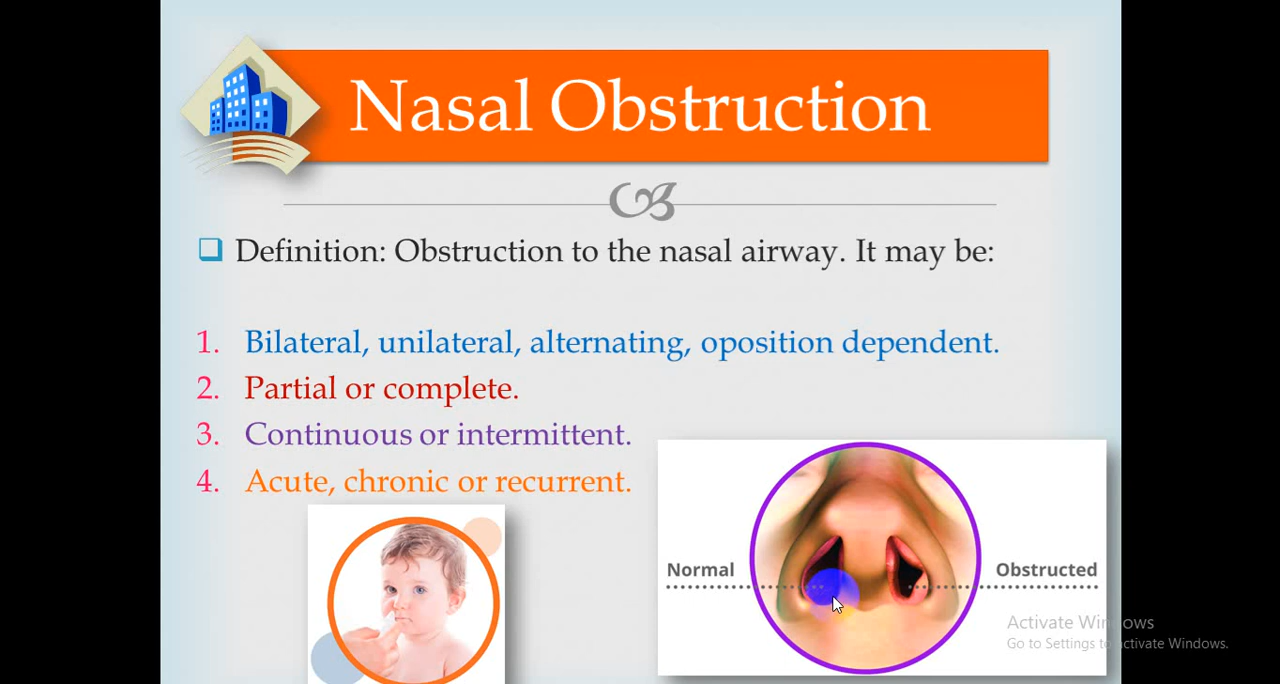 Nasal Obstruction
❑ Definition: Obstruction to the nasal airway. It may be:
1. Bilateral, unilateral, alternating, oposition dependent.
2. Partial or complete.
3. Continuous or intermittent.
4. Acute, chronic or recurrent.
Normal
Obstructed
Activate Windows
Go to Settings to activate Windows.